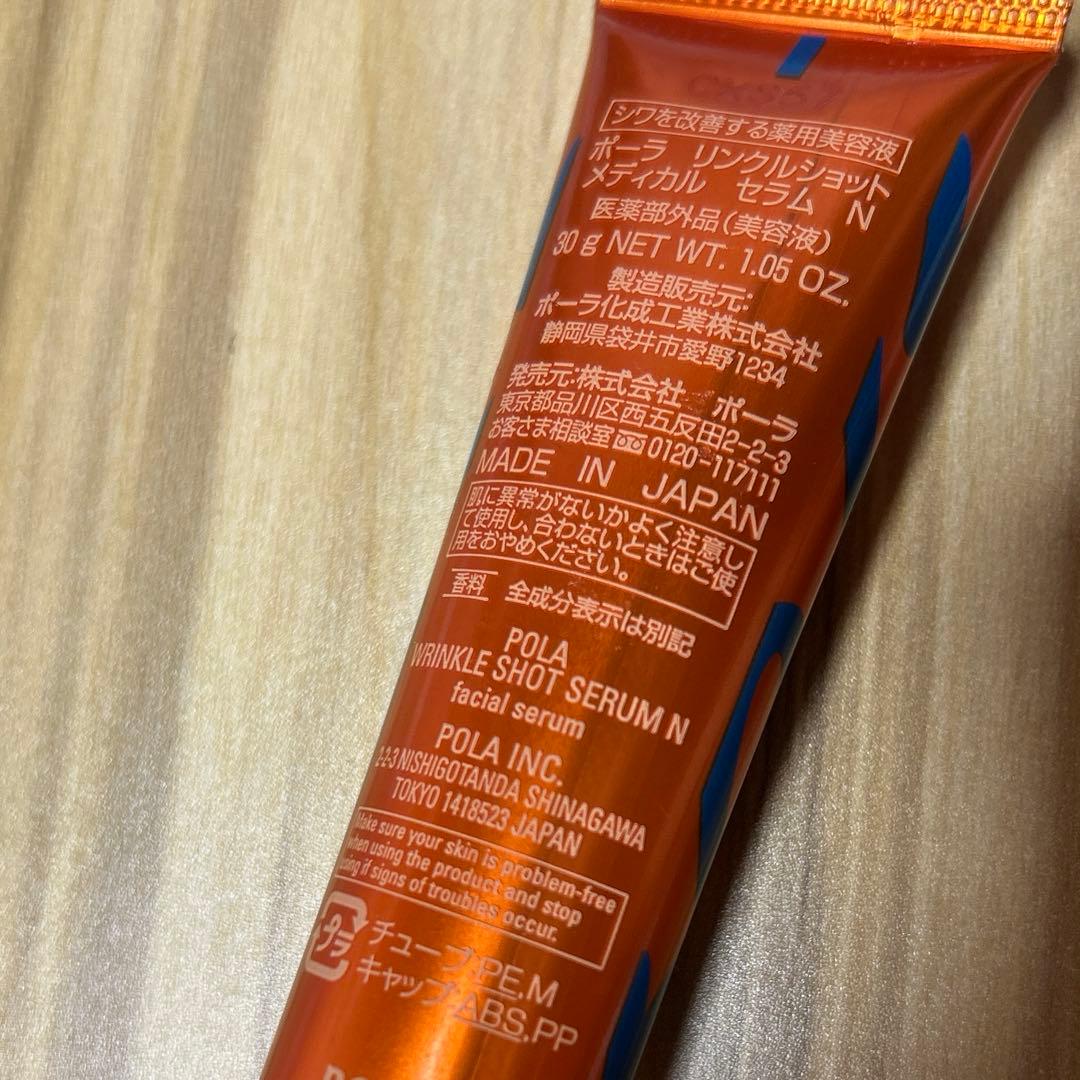 シワを改善する薬用美容液
ポーラ リンクルショット
メディカル セラム N
医薬部外品(美容液)
30 g NET WT. 1.05 OZ.
製造販売元:
ポーラ化成工業株式会社
静岡県袋井市愛野1234
発売元:株式会社 ポーラ
東京都品川区西五反田2-2-3
お客さま相談室 0120-117111
MADE IN JAPAN
肌に異常がないかよく注意し
て使用し、合わないときはご使
用をおやめください。
香料 全成分表示は別記
POLA
WRINKLE SHOT SERUM N
facial serum
POLA INC.
2-2-3 NISHIGOTANDA SHINAGAWA
TOKYO 1418523 JAPAN
Make sure your skin is problem-free
when using the product and stop
using if signs of troubles occur.
プラ
チューブ:PE.M
キャップ:ABS.PP